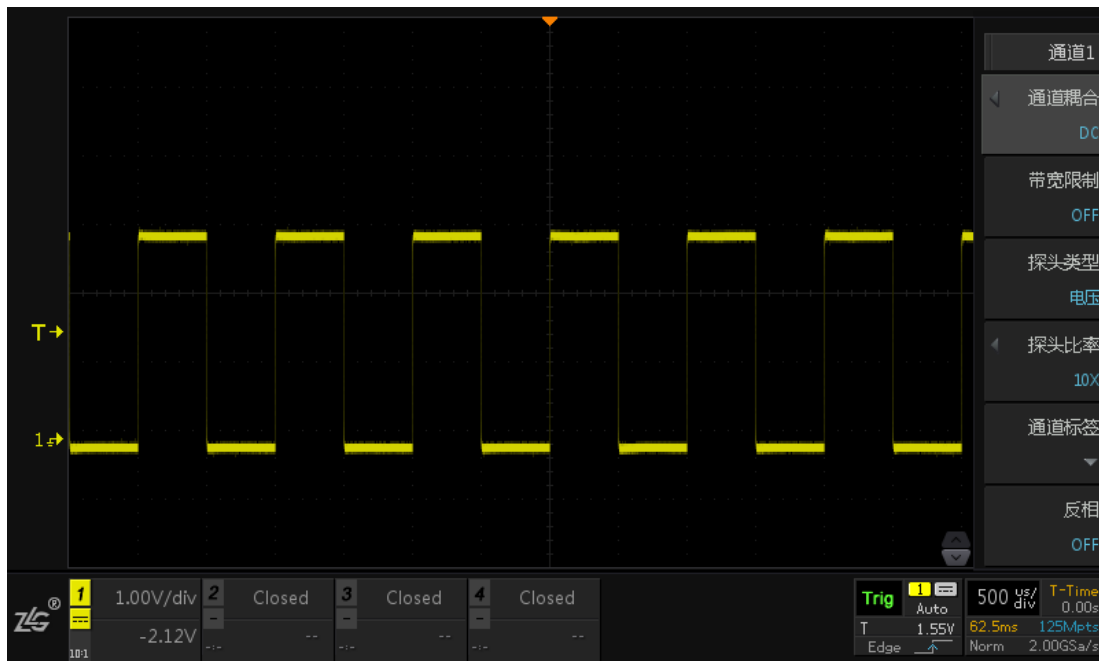 通道1
通道耦合
DC
带宽限制
OFF
探头类型
电压
探头比率
10X
通道标签
反相
OFF
T
1
ZLG®
1
10:1
1.00V/div
-2.12V
2
Closed
--
-:-
3
Closed
--
-:-
4
Closed
--
-:-
Trig
1
Auto
T 1.55V
Edge
500 us/div
T-Time
0.00s
62.5ms 125Mpts
Norm 2.00GSa/s